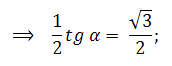 ⟹ 1/2 tg α = √3/2;